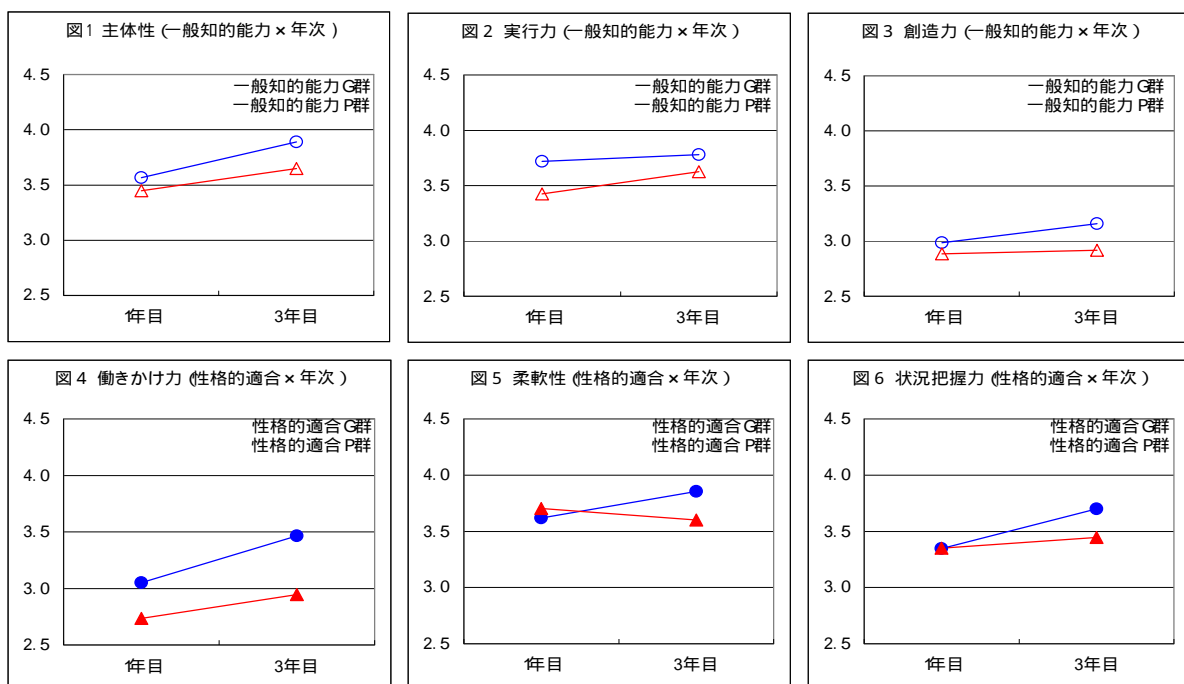 図1 主体性 (一般知的能力 × 年次 )
4.5
4.0
3.5
3.0
2.5
一般知的能力 G群
一般知的能力 P群
1年目
3年目
図 2 実行力 (一般知的能力 × 年次 )
4.5
4.0
3.5
3.0
2.5
一般知的能力 G群
一般知的能力 P群
1年目
3年目
図 3 創造力 (一般知的能力 × 年次 )
4.5
4.0
3.5
3.0
2.5
一般知的能力 G群
一般知的能力 P群
1年目
3年目
図 4 働きかけ力 (性格的適合 × 年次 )
4.5
4.0
3.5
3.0
2.5
性格的適合 G群
性格的適合 P群
1年目
3年目
図 5 柔軟性 (性格的適合 × 年次 )
4.5
4.0
3.5
3.0
2.5
性格的適合 G群
性格的適合 P群
1年目
3年目
図 6 状況把握力 (性格的適合 × 年次 )
4.5
4.0
3.5
3.0
2.5
性格的適合 G群
性格的適合 P群
1年目
3年目